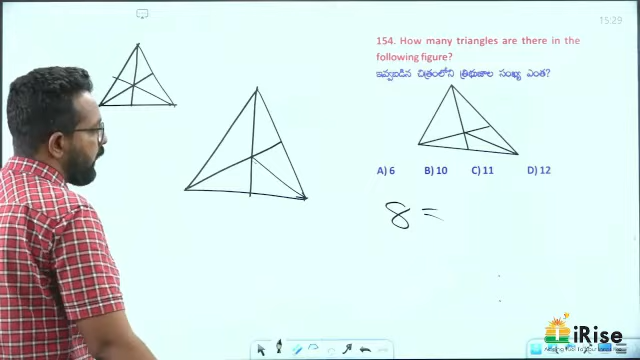 15:29
154. How many triangles are there in the
following figure?
ఇవ్వబడిన చిత్రంలోని త్రిభుజాల సంఖ్య ఎంత?
A) 6 B) 10 C) 11 D) 12
8 =
iRise